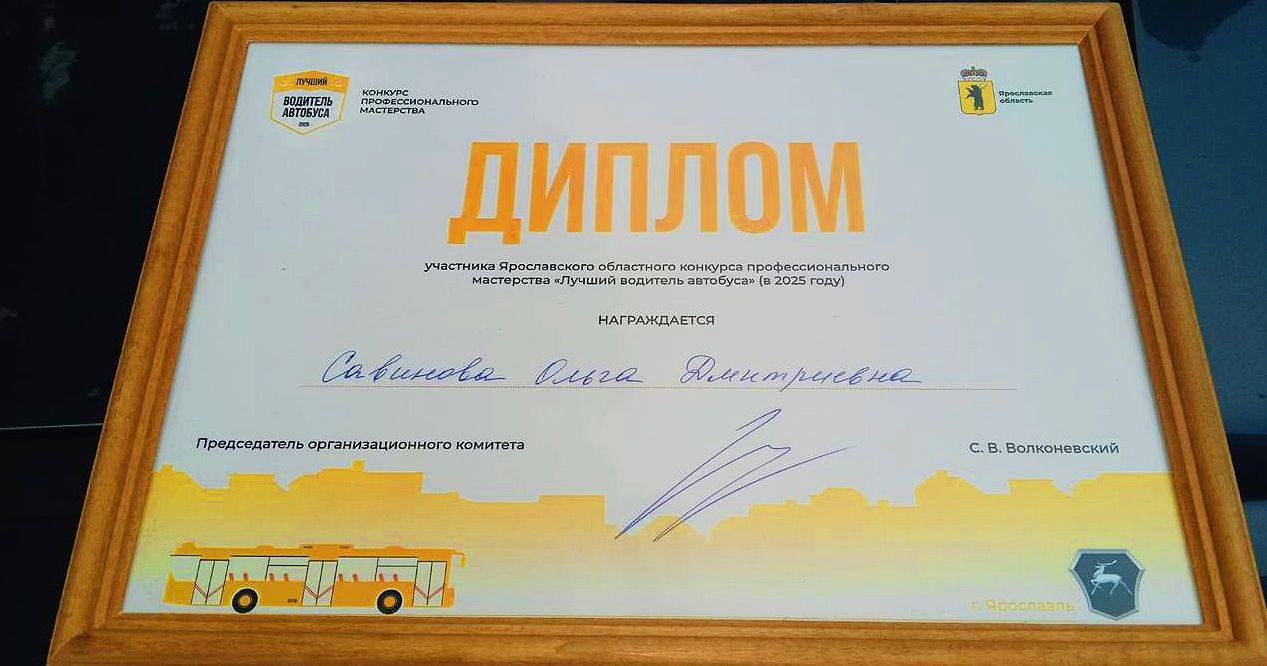 ЛУЧШИЙ
ВОДИТЕЛЬ
АВТОБУСА
2025
КОНКУРС
ПРОФЕССИОНАЛЬНОГО
МАСТЕРСТВА
Ярославская
область
ДИПЛОМ
участника Ярославского областного конкурса профессионального
мастерства «Лучший водитель автобуса» (в 2025 году)
НАГРАЖДАЕТСЯ
Савинова Ольга Дмитриевна
Председатель организационного комитета
С. В. Волконевский
г. Ярославль